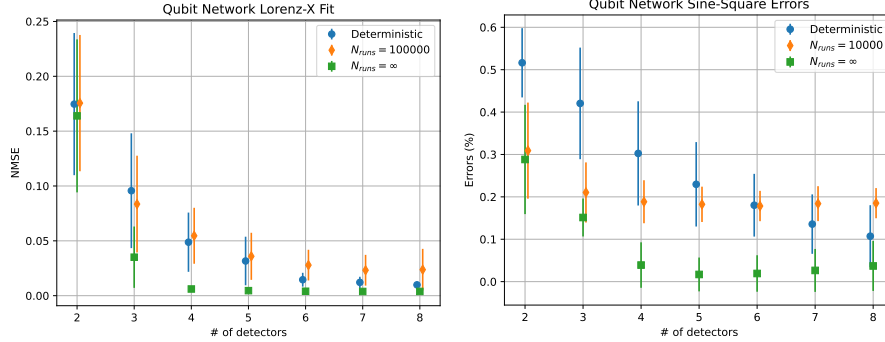 Qubit Network Lorenz-X Fit
Deterministic
N_runs = 100000
N_runs = ∞
NMSE
0.25
0.20
0.15
0.10
0.05
0.00
2 3 4 5 6 7 8
# of detectors
Qubit Network Sine-Square Errors
Deterministic
N_runs = 10000
N_runs = ∞
Errors (%)
0.6
0.5
0.4
0.3
0.2
0.1
0.0
2 3 4 5 6 7 8
# of detectors